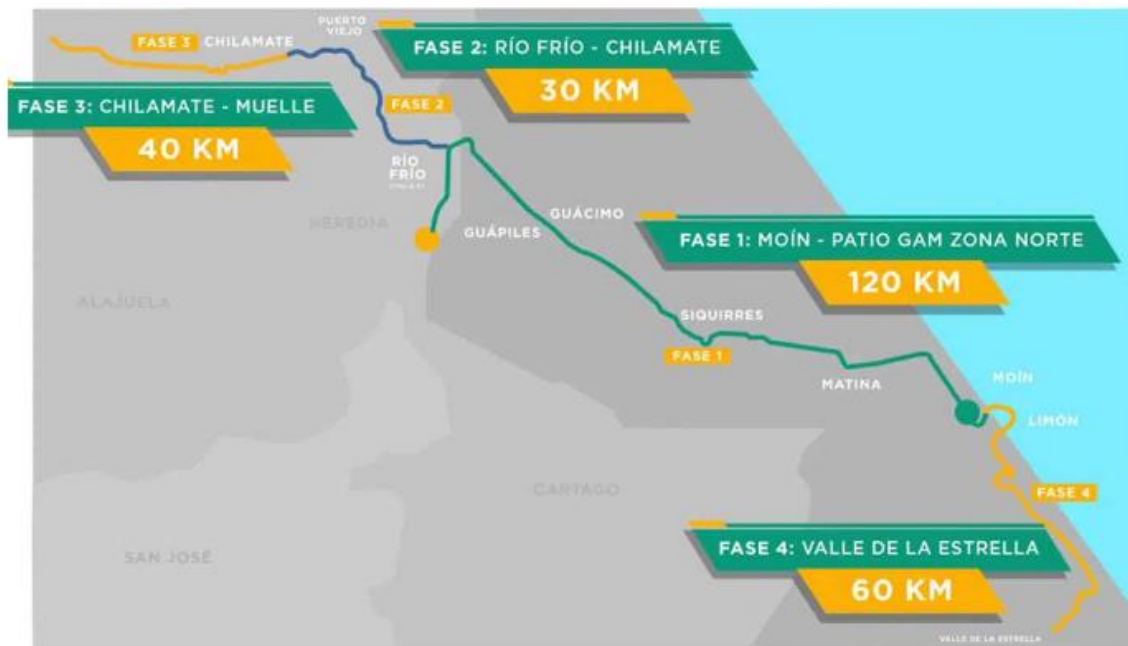 PUERTO
VIEJO
FASE 3
CHILAMATE
FASE 2: RÍO FRÍO - CHILAMATE
30 KM
FASE 3: CHILAMATE - MUELLE
40 KM
FASE 2
RÍO
FRÍO
HEREDIA
GUÁPILES
GUÁCIMO
FASE 1: MOÍN - PATIO GAM ZONA NORTE
120 KM
ALAJUELA
SIQUIRRES
FASE 1
MATINA
MOÍN
LIMÓN
CARTAGO
FASE 4
SAN JOSÉ
FASE 4: VALLE DE LA ESTRELLA
60 KM
VALLE DE LA ESTRELLA